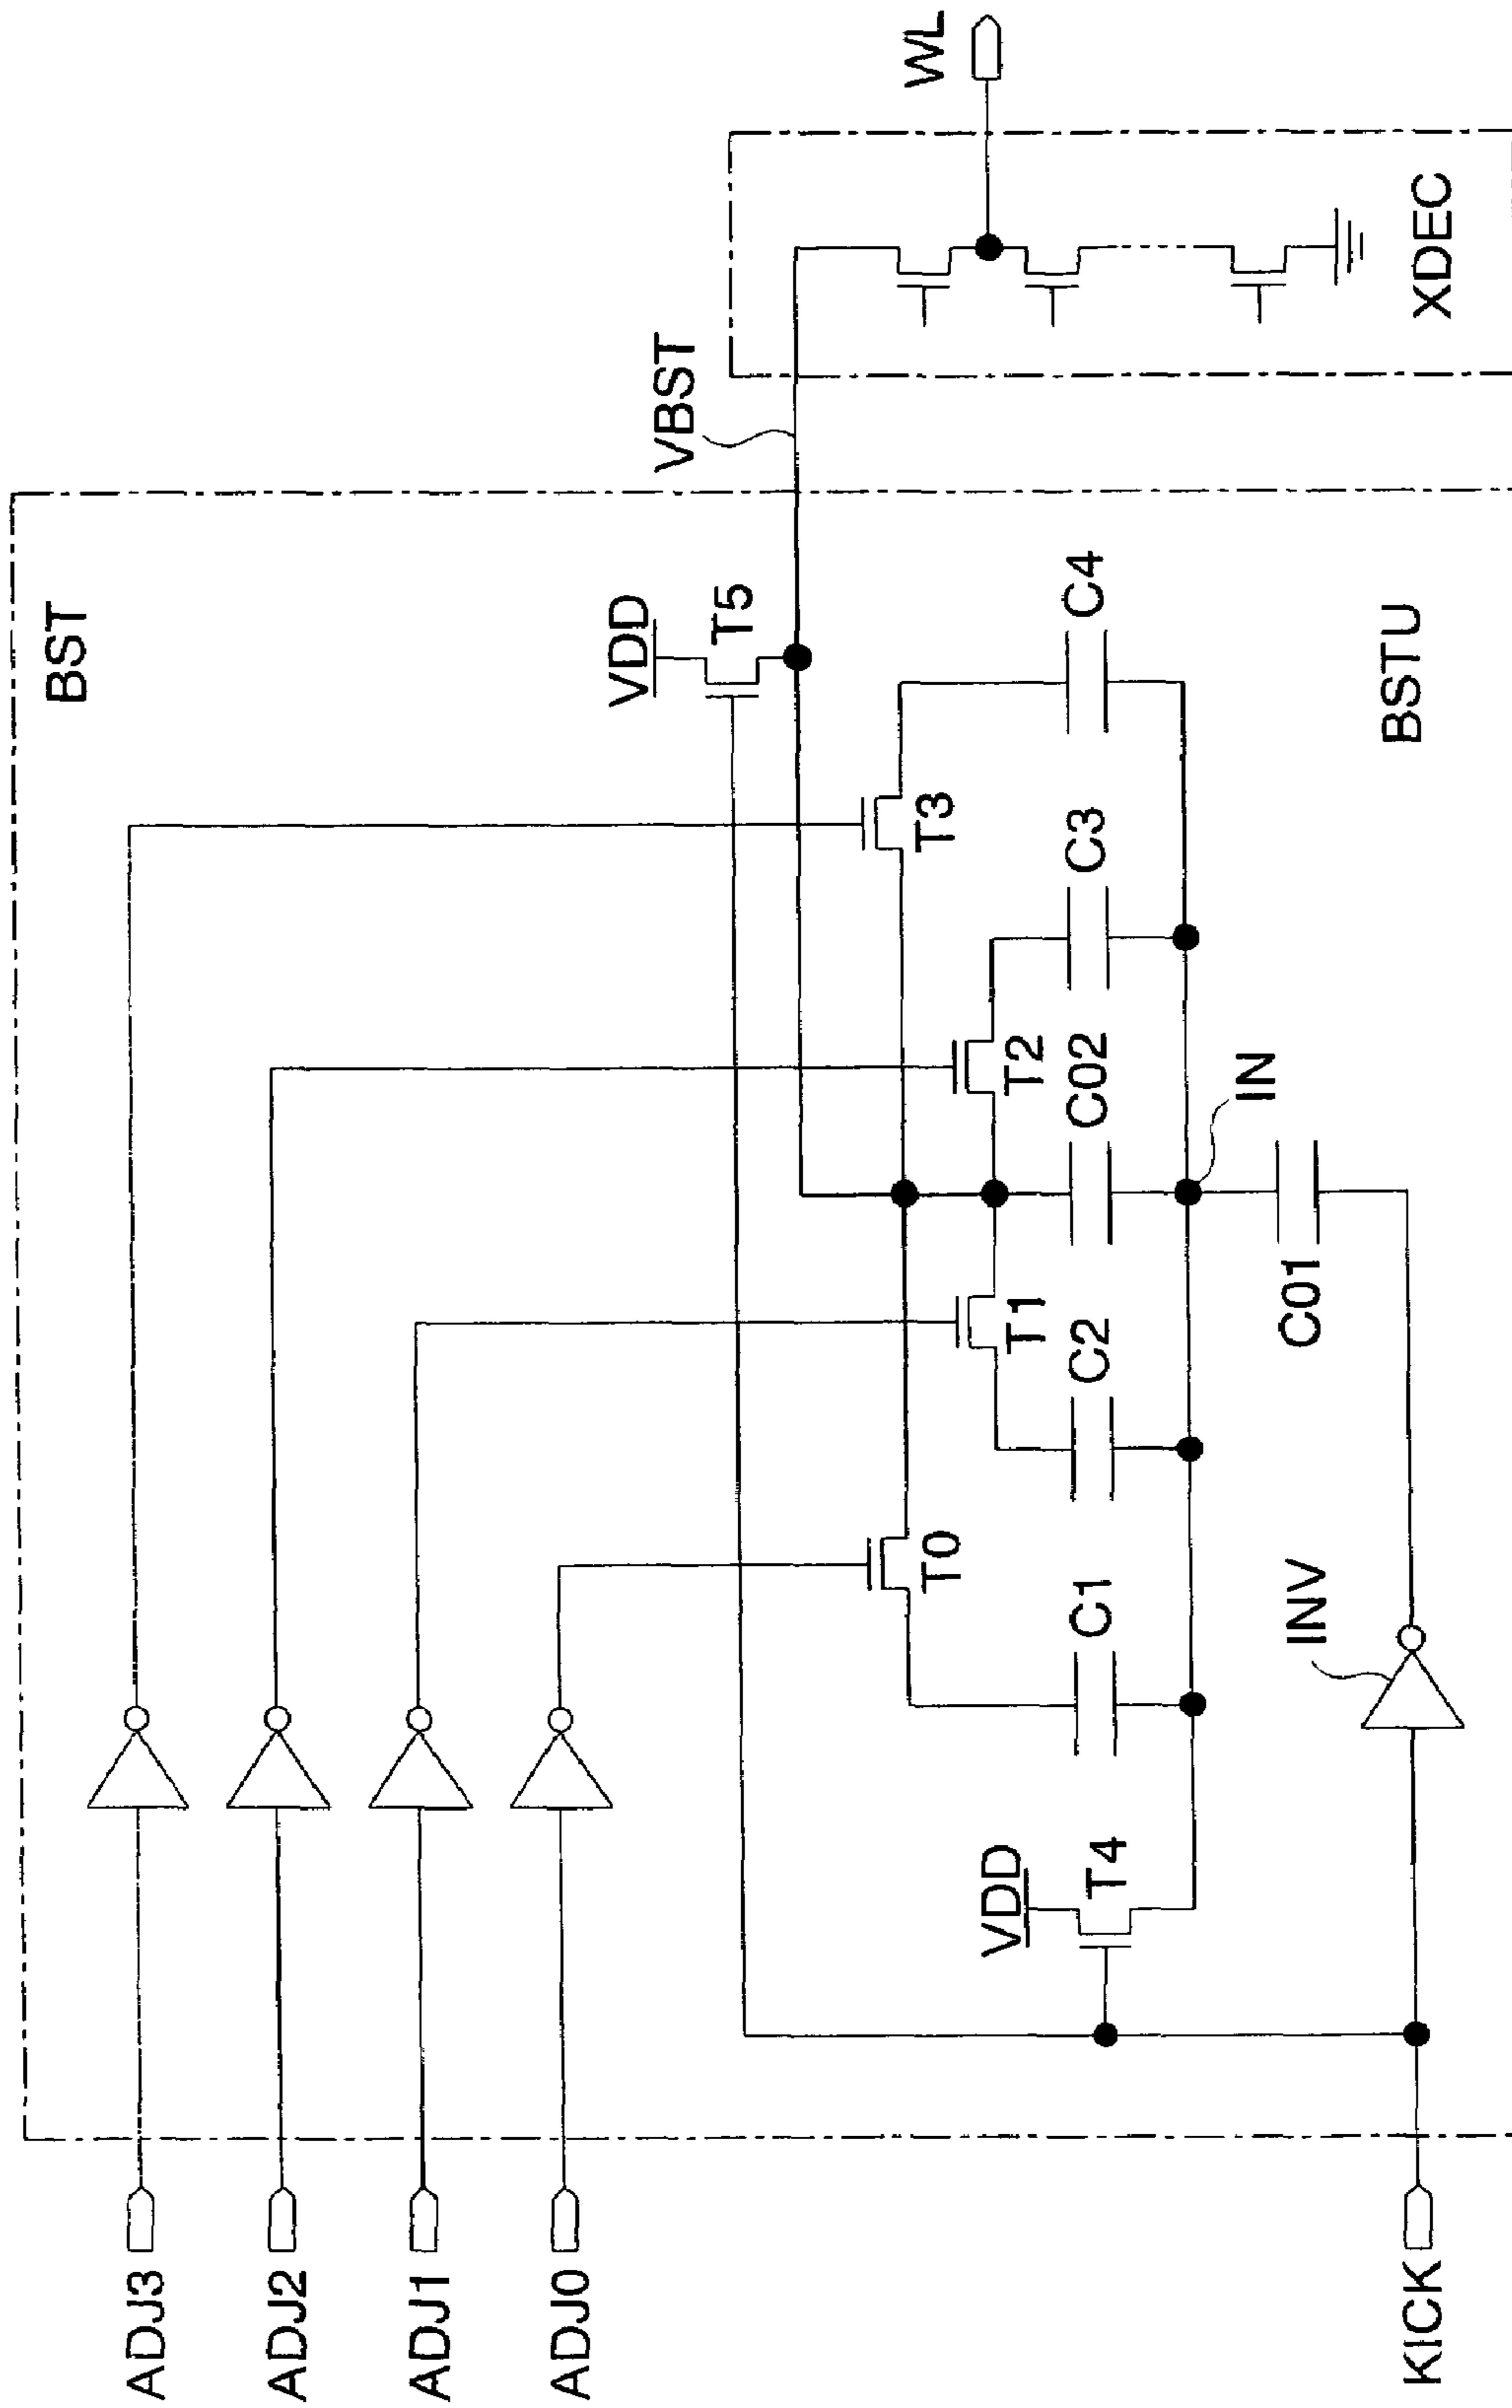 BST
ADJ3
ADJ2
ADJ1
ADJ0
VDD
T5
VBST
WL
T3
T0
T1
T2
VDD
T4
C1
C2
C02
C3
C4
IN
INV
C01
BSTU
XDEC
KICK